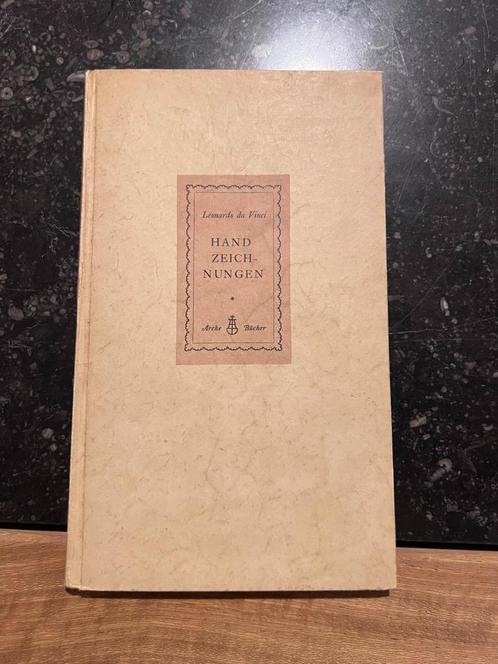 Leonardo da Vinci
HAND
ZEICH-
NUNGEN
Arche Bücher